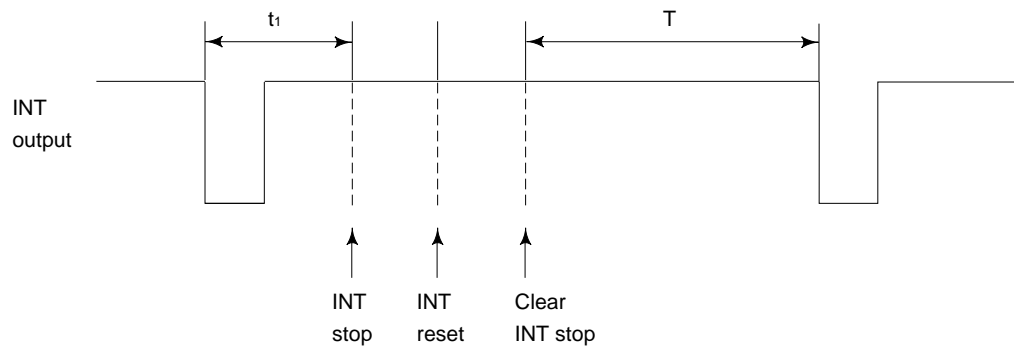 t1
T
INT
output
INT
stop
INT
reset
Clear
INT stop